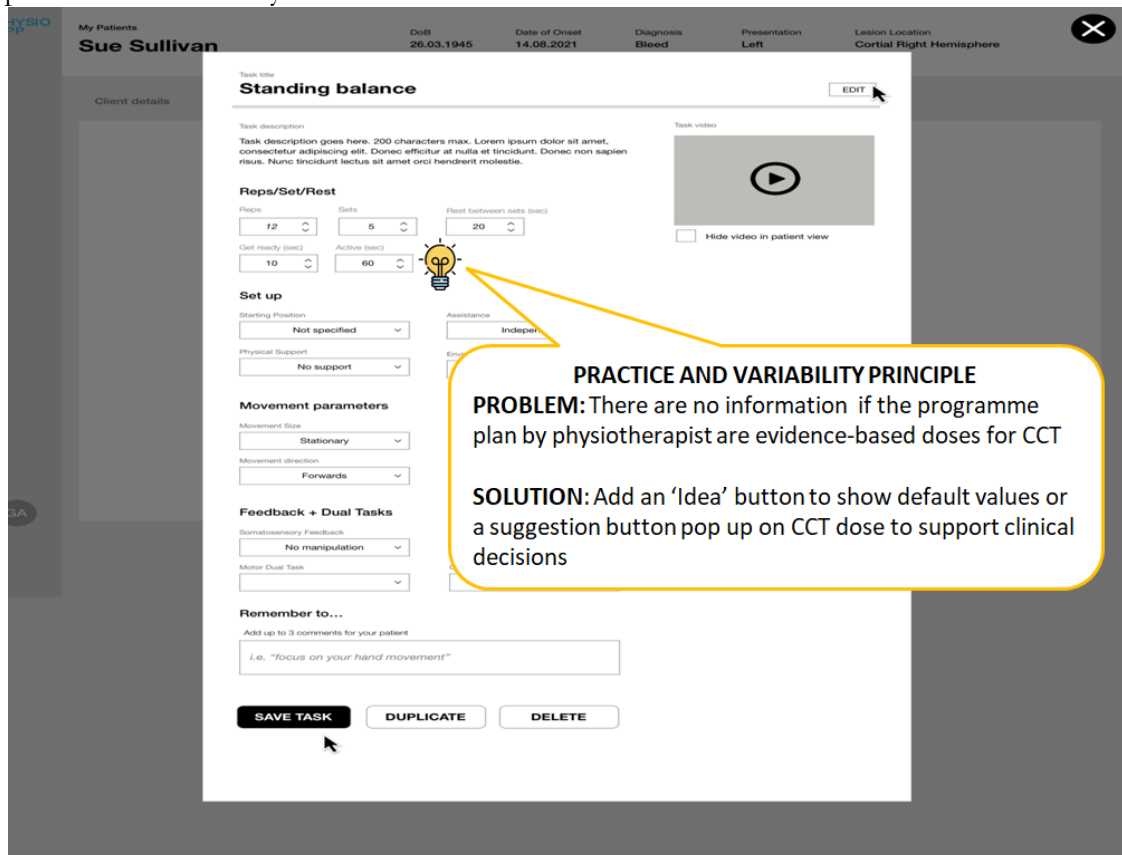 HYSIO
PP
My Patients
Sue Sullivan
DoB
26.03.1945
Date of Onset
14.08.2021
Diagnosis
Bleed
Presentation
Left
Lesion Location
Cortial Right Hemisphere
Client details
Task title
Standing balance
EDIT
Task description
Task description goes here. 200 characters max. Lorem ipsum dolor sit amet,
consectetur adipiscing elit. Donec efficitur at nulla et tincidunt. Donec non sapien
risus. Nunc tincidunt lectus sit amet orci hendrerit molestie.
Task video
Hide video in patient view
Reps/Set/Rest
Reps
12
Sets
5
Rest between sets (sec)
20
Get ready (sec)
10
Active (sec)
60
Set up
Starting Position
Not specified
Assistance
Physical Support
No support
Movement parameters
Movement Size
Stationary
Movement direction
Forwards
Feedback + Dual Tasks
Somatosensory Feedback
No manipulation
Motor Dual Task
GA
PRACTICE AND VARIABILITY PRINCIPLE
PROBLEM: There are no information if the programme
plan by physiotherapist are evidence-based doses for CCT
SOLUTION: Add an ‘Idea’ button to show default values or
a suggestion button pop up on CCT dose to support clinical
decisions
Remember to...
Add up to 3 comments for your patient
i.e. "focus on your hand movement"
SAVE TASK
DUPLICATE
DELETE